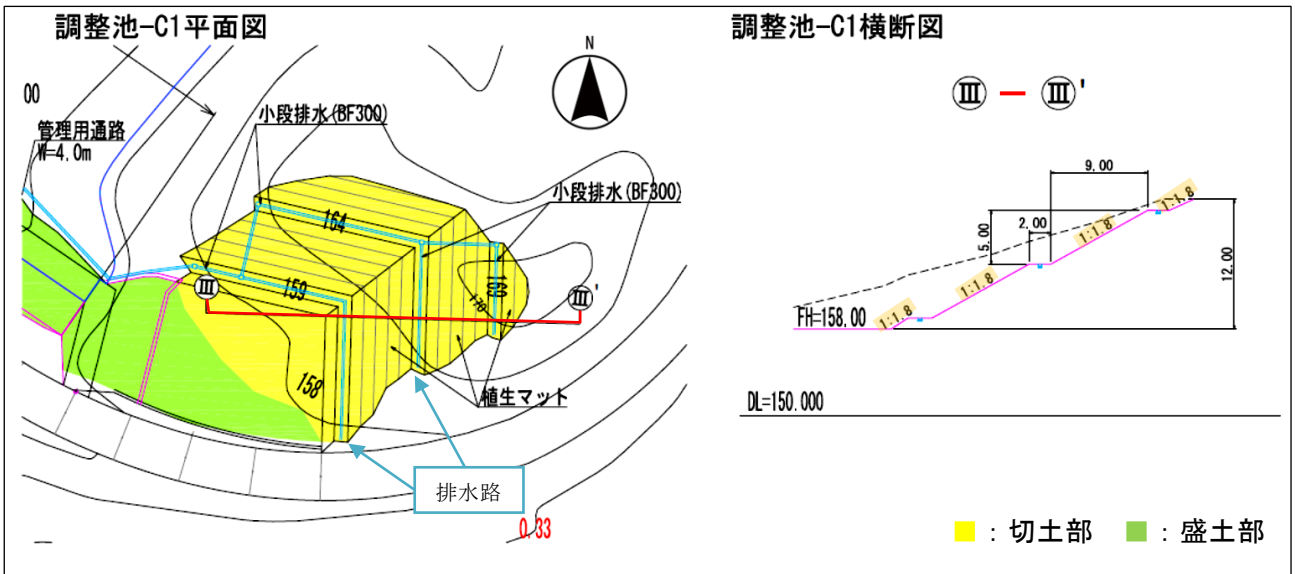 調整池-C1平面図
00
管理用通路
W=4.0m
小段排水(BF300)
N
小段排水(BF300)
164
159
169
170
158
Ⅲ
Ⅲ'
植生マット
排水路
0.33
調整池-C1横断図
Ⅲ — Ⅲ'
9.00
5.00
2.00
12.00
1:1.8
1:1.8
1:1.8
1:1.8
FH=158.00
DL=150.000
:切土部
:盛土部